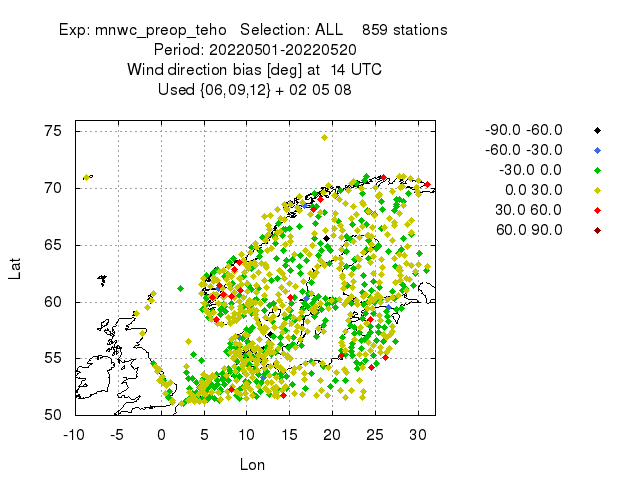 Exp: mnwc_preop_teho   Selection: ALL    859 stations
Period: 20220501-20220520
Wind direction bias [deg] at  14 UTC
Used {06,09,12} + 02 05 08
-90.0 -60.0
-60.0 -30.0
-30.0 0.0
0.0 30.0
30.0 60.0
60.0 90.0
Lat
75
70
65
60
55
50
-10 -5 0 5 10 15 20 25 30
Lon